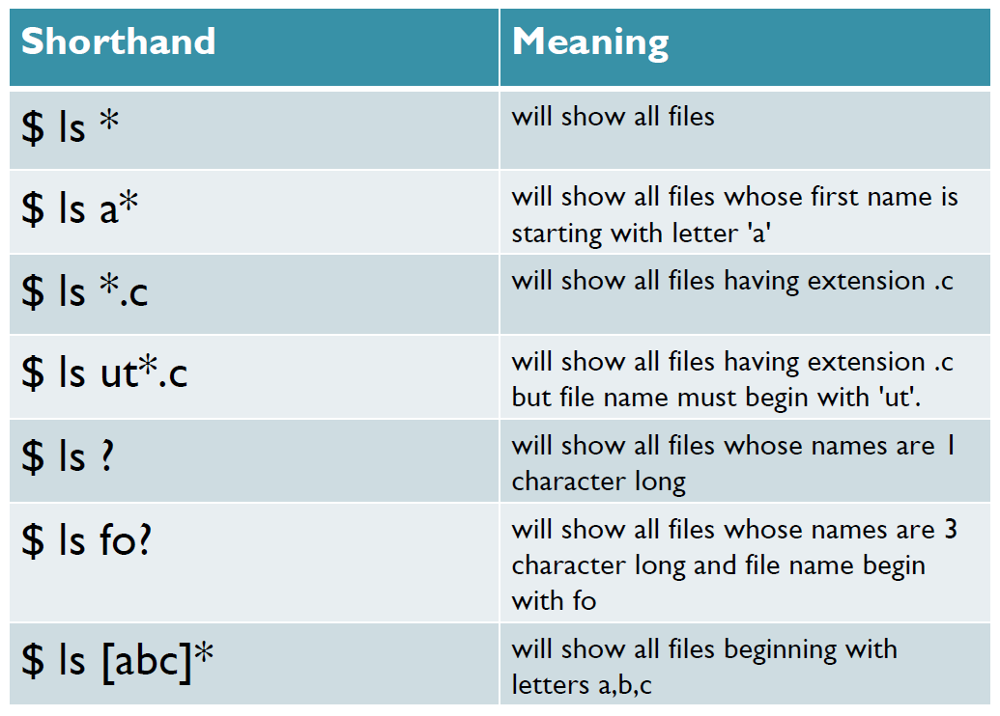 Shorthand Meaning
$ ls * will show all files
$ ls a* will show all files whose first name is
starting with letter 'a'
$ ls *.c will show all files having extension .c
$ ls ut*.c will show all files having extension .c
but file name must begin with 'ut'.
$ ls ? will show all files whose names are 1
character long
$ ls fo? will show all files whose names are 3
character long and file name begin
with fo
$ ls [abc]* will show all files beginning with
letters a,b,c